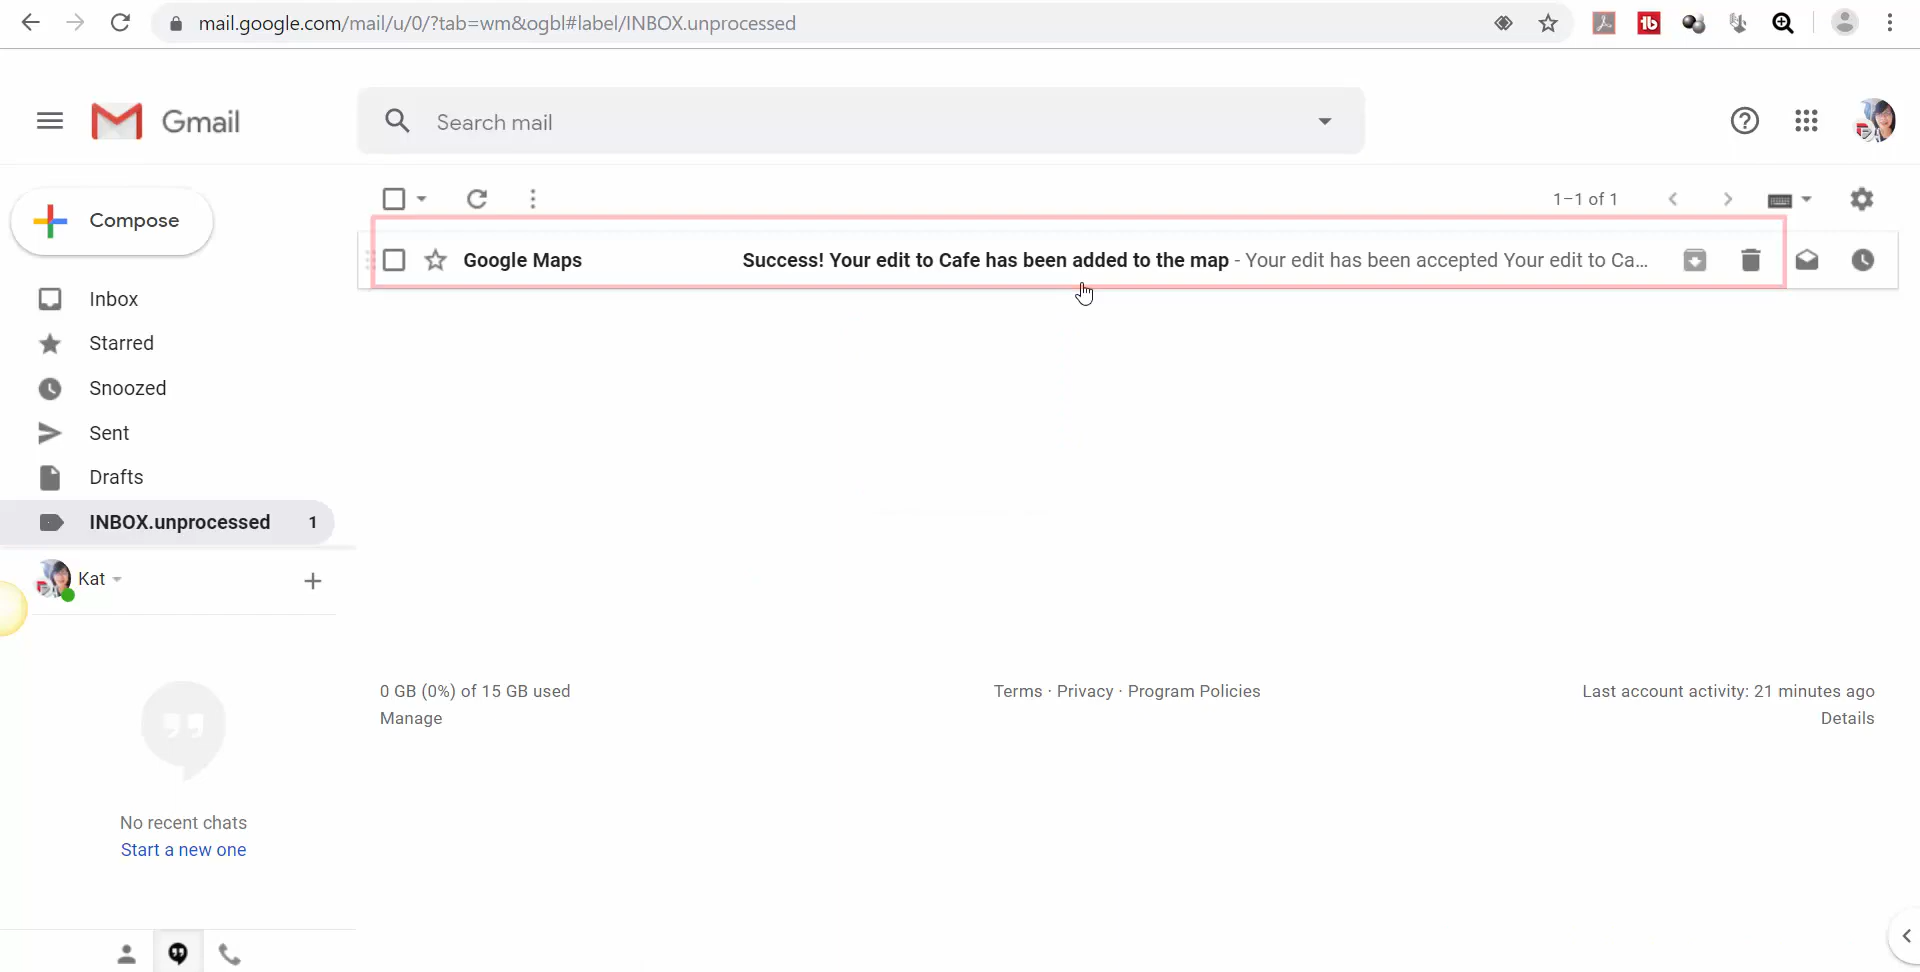 mail.google.com/mail/u/0/?tab=wm&ogbl#label/INBOX.unprocessed
Gmail
Search mail
Compose
1–1 of 1
Google Maps Success! Your edit to Cafe has been added to the map - Your edit has been accepted Your edit to Ca...
Inbox
Starred
Snoozed
Sent
Drafts
INBOX.unprocessed 1
Kat
0 GB (0%) of 15 GB used
Manage
Terms · Privacy · Program Policies
Last account activity: 21 minutes ago
Details
No recent chats
Start a new one